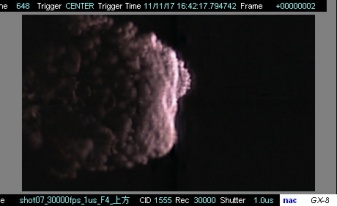 ne 648 Trigger CENTER Trigger Time 11/11/17 16:42:17.794742 Frame +00000002
e shot07_30000fps_1us_F4_上方 CID 1555 Rec 30000 Shutter 1.0us nac GX-8